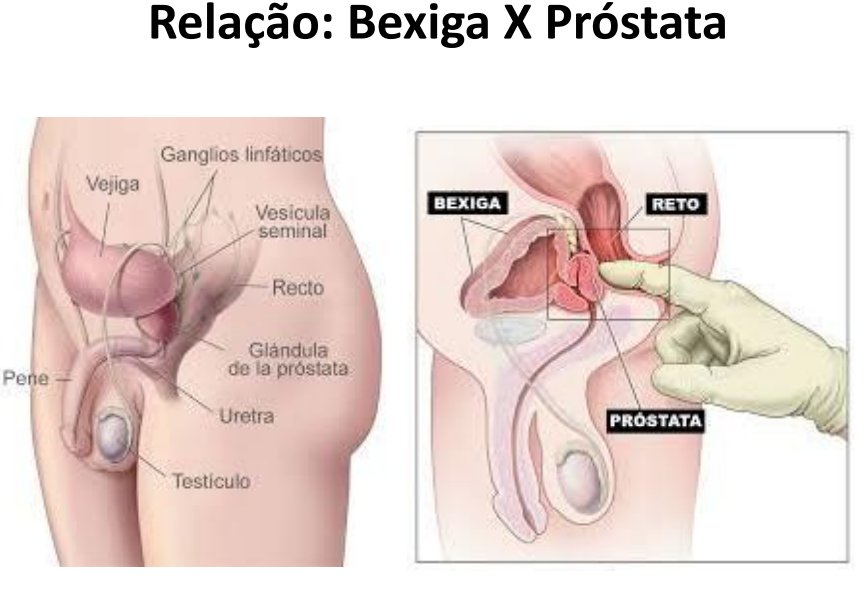 Relação: Bexiga X Próstata
Ganglios linfáticos
Vejiga
Vesícula
seminal
Recto
Glándula
de la próstata
Pene
Uretra
Testículo
BEXIGA
RETO
PRÓSTATA